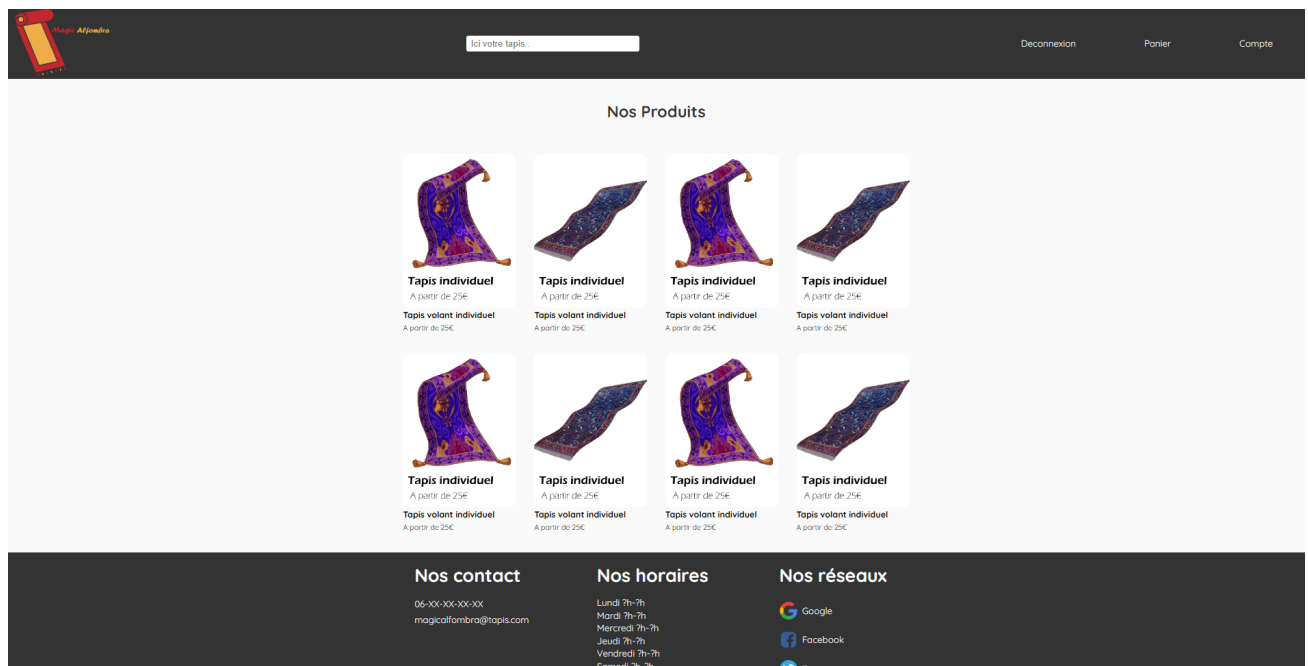 Magic Alfombra
Ici votre tapis..
Deconnexion
Panier
Compte
Nos Produits
Tapis individuel
A partir de 25€
Tapis volant individuel
A partir de 25€
Tapis individuel
A partir de 25€
Tapis volant individuel
A partir de 25€
Tapis individuel
A partir de 25€
Tapis volant individuel
A partir de 25€
Tapis individuel
A partir de 25€
Tapis volant individuel
A partir de 25€
Tapis individuel
A partir de 25€
Tapis volant individuel
A partir de 25€
Tapis individuel
A partir de 25€
Tapis volant individuel
A partir de 25€
Tapis individuel
A partir de 25€
Tapis volant individuel
A partir de 25€
Tapis individuel
A partir de 25€
Tapis volant individuel
A partir de 25€
Nos contact
06-XX-XX-XX-XX
magicalfombra@tapis.com
Nos horaires
Lundi ?h-?h
Mardi ?h-?h
Mercredi ?h-?h
Jeudi ?h-?h
Vendredi ?h-?h
Samedi ?h-?h
Nos réseaux
Google
Facebook